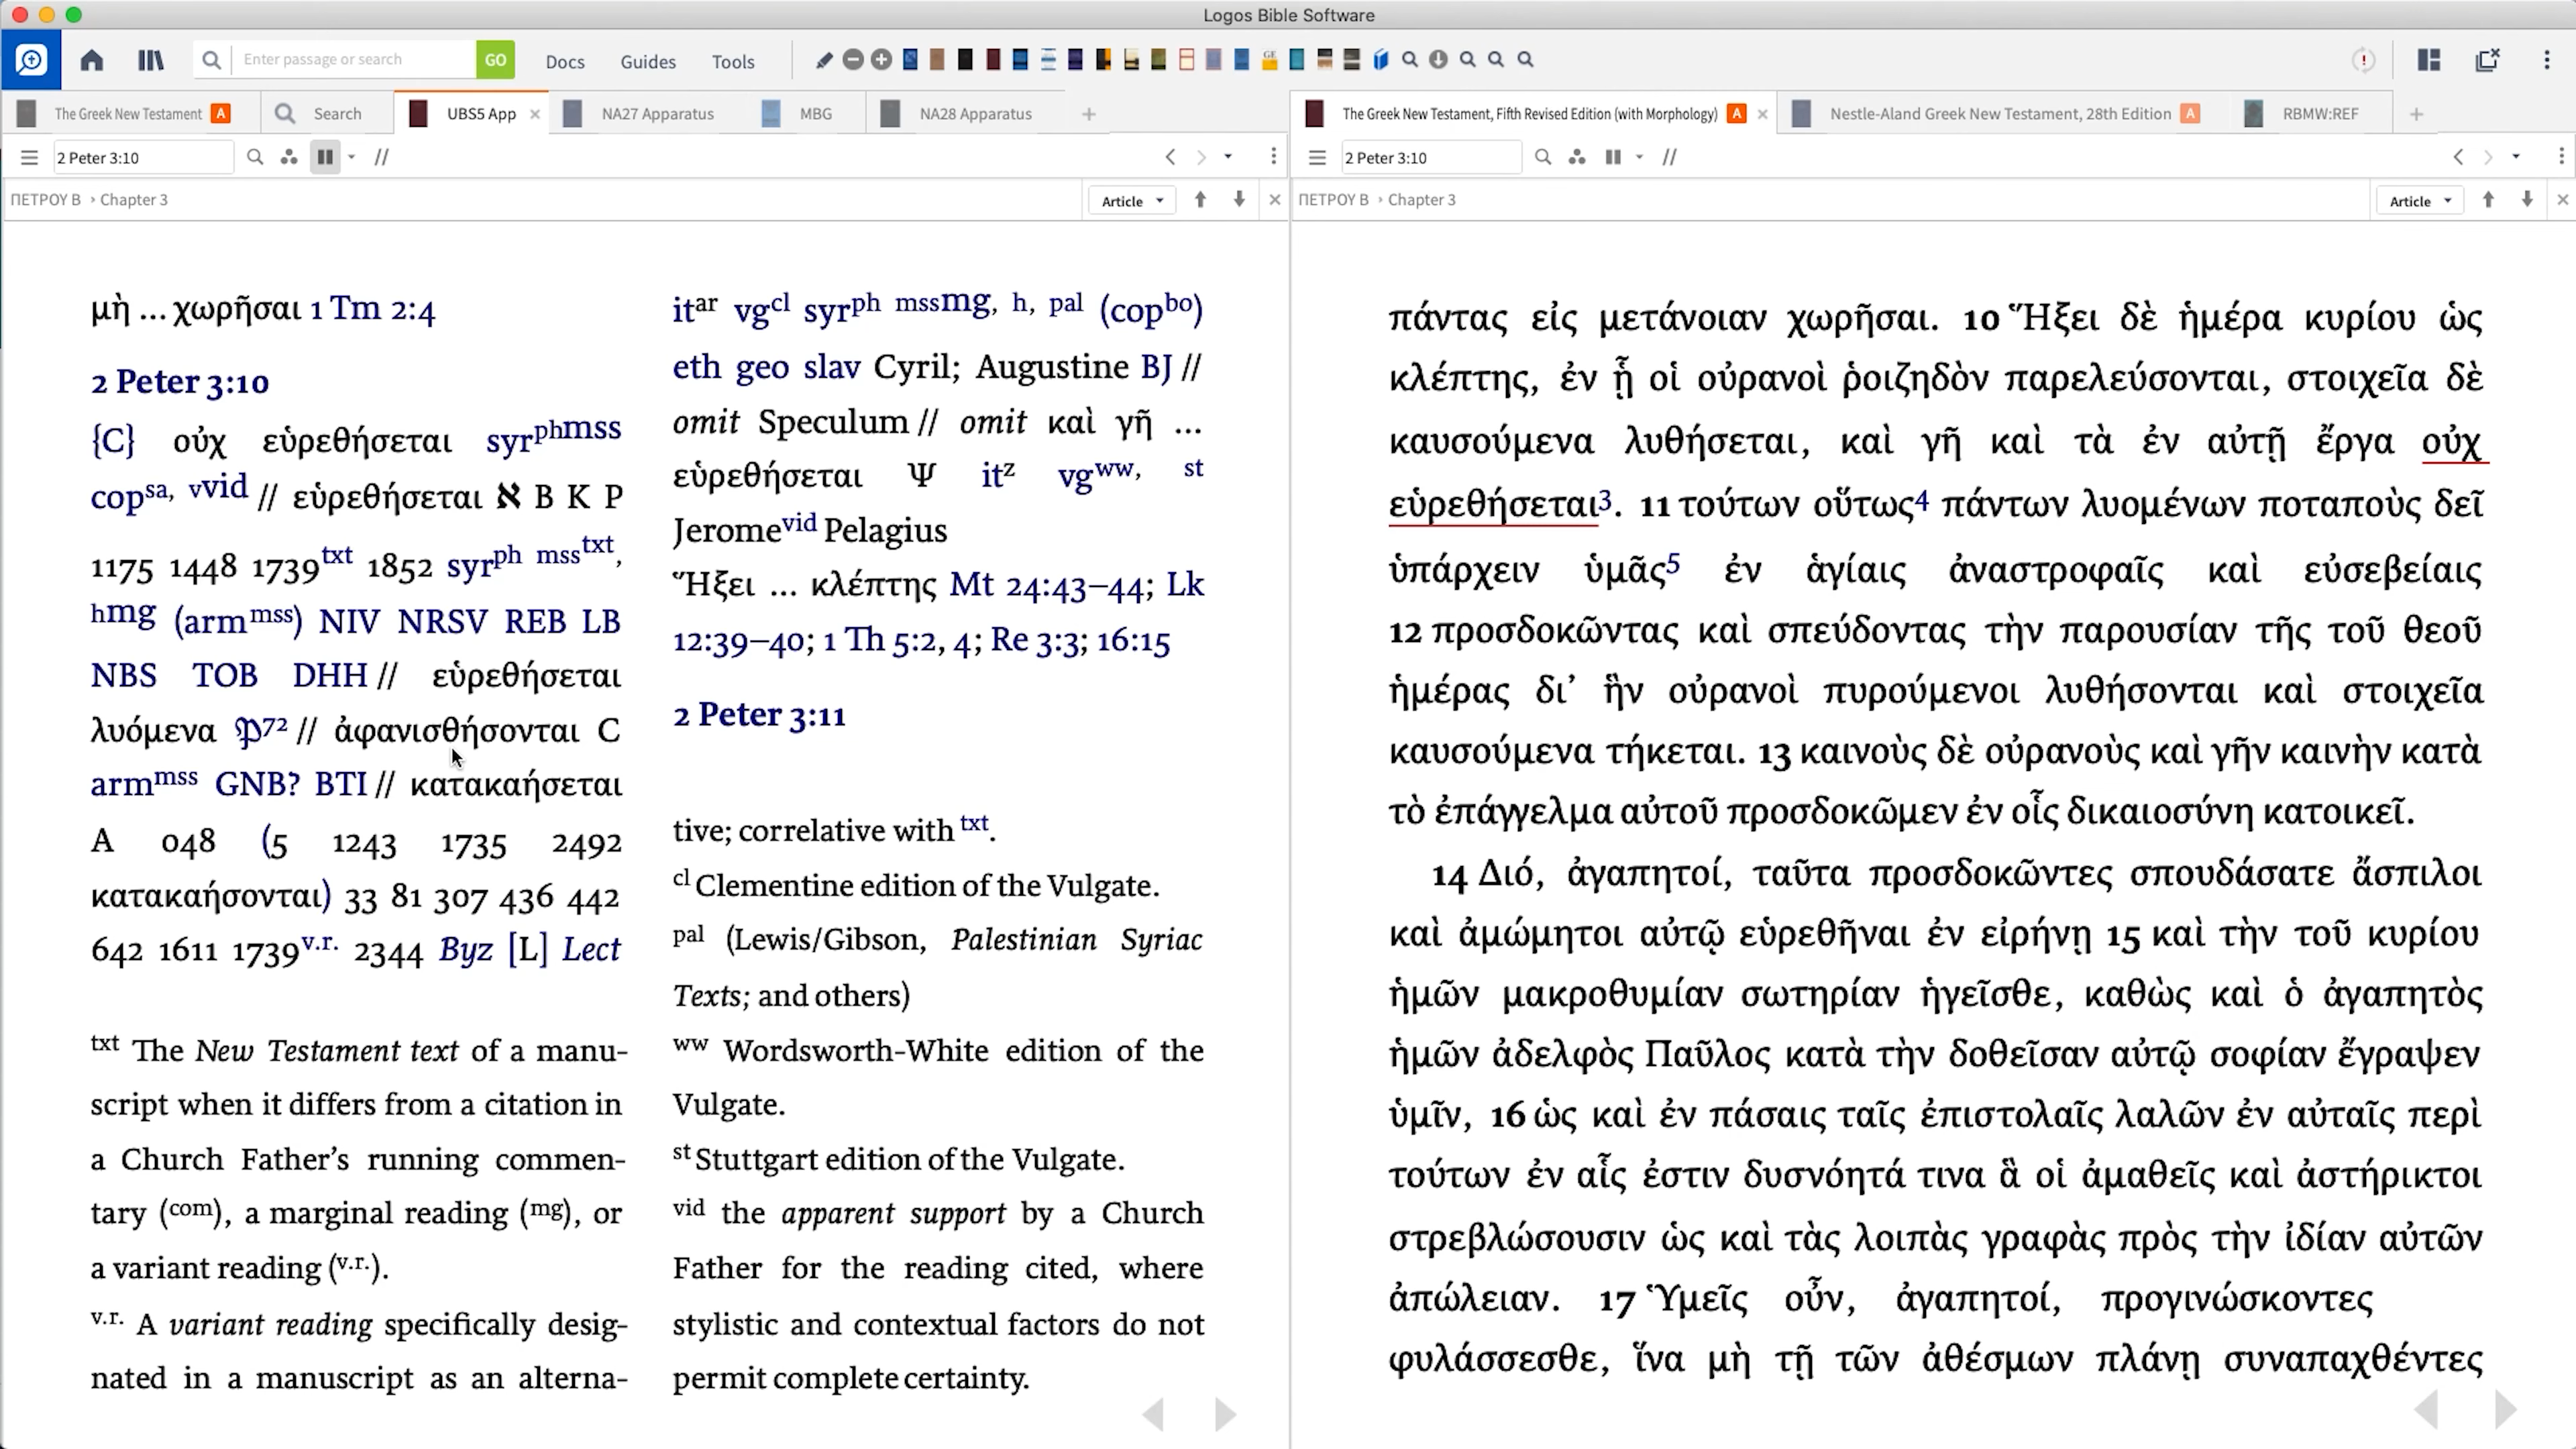 Logos Bible Software
Enter passage or search GO Docs Guides Tools
The Greek New Testament A Search UBS5 App NA27 Apparatus MBG NA28 Apparatus
2 Peter 3:10
ΠΕΤΡΟΥ Β › Chapter 3 Article
μὴ … χωρῆσαι 1 Tm 2:4
2 Peter 3:10
{C} οὐχ εὑρεθήσεται syrphmss
copsa, vvid // εὑρεθήσεται ℵ B K P
1175 1448 1739txt 1852 syrph msstxt,
hmg (armmss) NIV NRSV REB LB
NBS TOB DHH // εὑρεθήσεται
λυόμενα 𝔓72 // ἀφανισθήσονται C
armmss GNB? BTI // κατακαήσεται
A 048 (5 1243 1735 2492
κατακαήσονται) 33 81 307 436 442
642 1611 1739v.r. 2344 Byz [L] Lect
txt The New Testament text of a manu-
script when it differs from a citation in
a Church Father’s running commen-
tary (com), a marginal reading (mg), or
a variant reading (v.r.).
v.r. A variant reading specifically desig-
nated in a manuscript as an alterna-
itar vgcl syrph mssmg, h, pal (copbo)
eth geo slav Cyril; Augustine BJ //
omit Speculum // omit καὶ γῆ …
εὑρεθήσεται Ψ itz vgww, st
Jeromevid Pelagius
Ἥξει … κλέπτης Mt 24:43–44; Lk
12:39–40; 1 Th 5:2, 4; Re 3:3; 16:15
2 Peter 3:11
tive; correlative with txt.
cl Clementine edition of the Vulgate.
pal (Lewis/Gibson, Palestinian Syriac
Texts; and others)
ww Wordsworth-White edition of the
Vulgate.
st Stuttgart edition of the Vulgate.
vid the apparent support by a Church
Father for the reading cited, where
stylistic and contextual factors do not
permit complete certainty.
The Greek New Testament, Fifth Revised Edition (with Morphology) A Nestle-Aland Greek New Testament, 28th Edition A RBMW:REF
2 Peter 3:10
ΠΕΤΡΟΥ Β › Chapter 3 Article
πάντας εἰς μετάνοιαν χωρῆσαι. 10 Ἥξει δὲ ἡμέρα κυρίου ὡς
κλέπτης, ἐν ᾗ οἱ οὐρανοὶ ῥοιζηδὸν παρελεύσονται, στοιχεῖα δὲ
καυσούμενα λυθήσεται, καὶ γῆ καὶ τὰ ἐν αὐτῇ ἔργα οὐχ
εὑρεθήσεται3. 11 τούτων οὕτως4 πάντων λυομένων ποταποὺς δεῖ
ὑπάρχειν ὑμᾶς5 ἐν ἁγίαις ἀναστροφαῖς καὶ εὐσεβείαις
12 προσδοκῶντας καὶ σπεύδοντας τὴν παρουσίαν τῆς τοῦ θεοῦ
ἡμέρας δι’ ἣν οὐρανοὶ πυρούμενοι λυθήσονται καὶ στοιχεῖα
καυσούμενα τήκεται. 13 καινοὺς δὲ οὐρανοὺς καὶ γῆν καινὴν κατὰ
τὸ ἐπάγγελμα αὐτοῦ προσδοκῶμεν ἐν οἷς δικαιοσύνη κατοικεῖ.
14 Διό, ἀγαπητοί, ταῦτα προσδοκῶντες σπουδάσατε ἄσπιλοι
καὶ ἀμώμητοι αὐτῷ εὑρεθῆναι ἐν εἰρήνῃ 15 καὶ τὴν τοῦ κυρίου
ἡμῶν μακροθυμίαν σωτηρίαν ἡγεῖσθε, καθὼς καὶ ὁ ἀγαπητὸς
ἡμῶν ἀδελφὸς Παῦλος κατὰ τὴν δοθεῖσαν αὐτῷ σοφίαν ἔγραψεν
ὑμῖν, 16 ὡς καὶ ἐν πάσαις ταῖς ἐπιστολαῖς λαλῶν ἐν αὐταῖς περὶ
τούτων ἐν αἷς ἐστιν δυσνόητά τινα ἃ οἱ ἀμαθεῖς καὶ ἀστήρικτοι
στρεβλώσουσιν ὡς καὶ τὰς λοιπὰς γραφὰς πρὸς τὴν ἰδίαν αὐτῶν
ἀπώλειαν. 17 Ὑμεῖς οὖν, ἀγαπητοί, προγινώσκοντες
φυλάσσεσθε, ἵνα μὴ τῇ τῶν ἀθέσμων πλάνῃ συναπαχθέντες